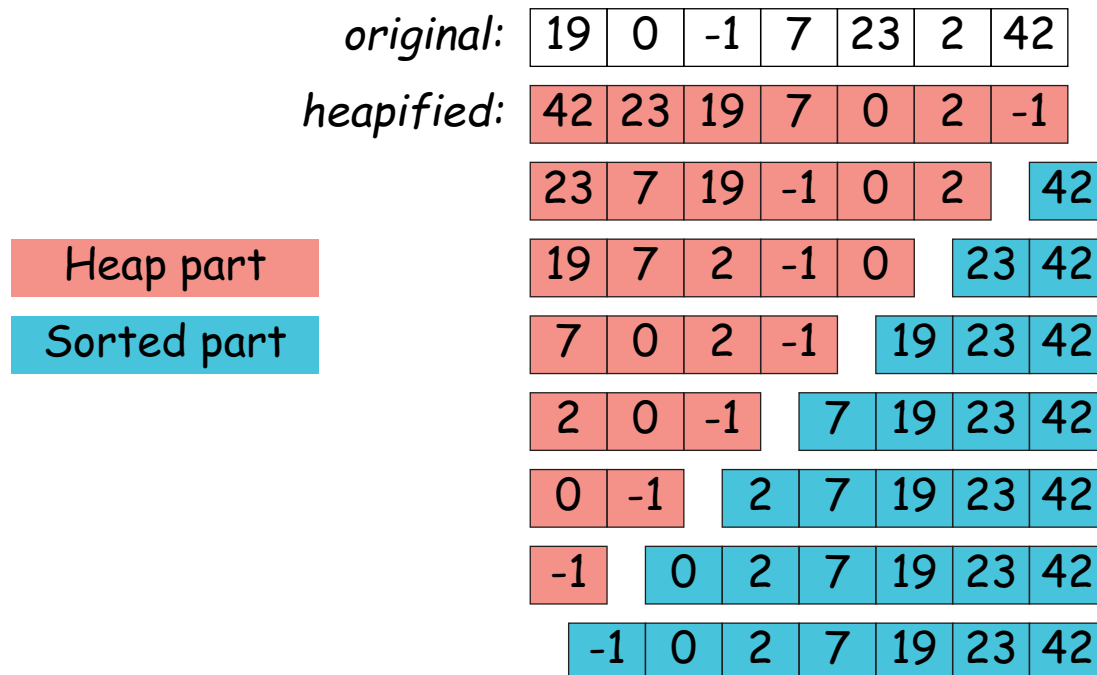 original: 19 0 -1 7 23 2 42
heapified: 42 23 19 7 0 2 -1
23 7 19 -1 0 2 42
Heap part 19 7 2 -1 0 23 42
Sorted part 7 0 2 -1 19 23 42
2 0 -1 7 19 23 42
0 -1 2 7 19 23 42
-1 0 2 7 19 23 42
-1 0 2 7 19 23 42